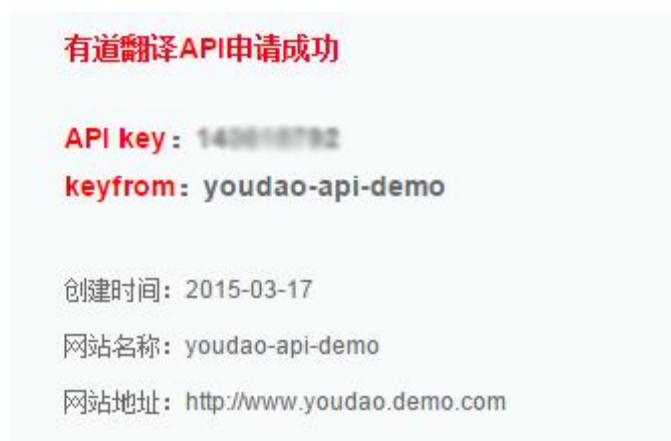 有道翻译API申请成功
API key：
keyfrom：youdao-api-demo
创建时间：2015-03-17
网站名称：youdao-api-demo
网站地址：http://www.youdao.demo.com